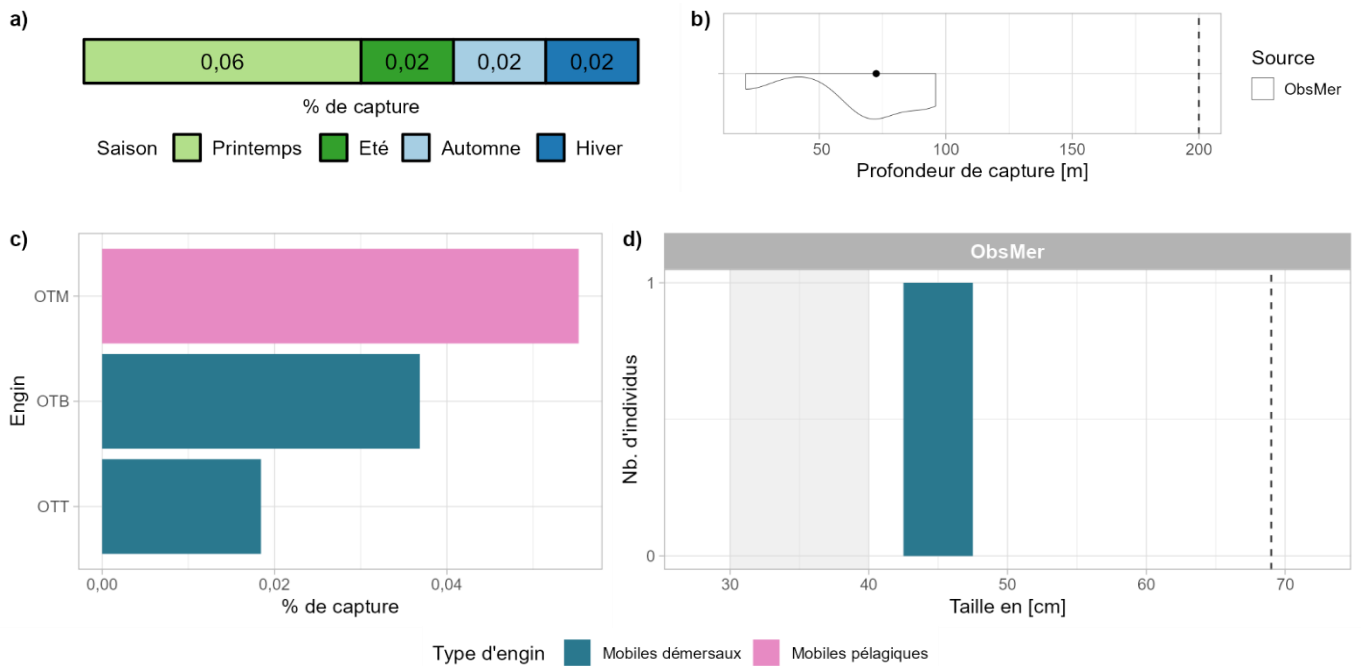 a)
0,06 0,02 0,02 0,02
% de capture
Saison Printemps Eté Automne Hiver
b)
50 100 150 200
Profondeur de capture [m]
Source
ObsMer
c)
Engin
OTM
OTB
OTT
0,00 0,02 0,04
% de capture
d)
ObsMer
Nb. d'individus
1
0
30 40 50 60 70
Taille en [cm]
Type d'engin Mobiles démersaux Mobiles pélagiques